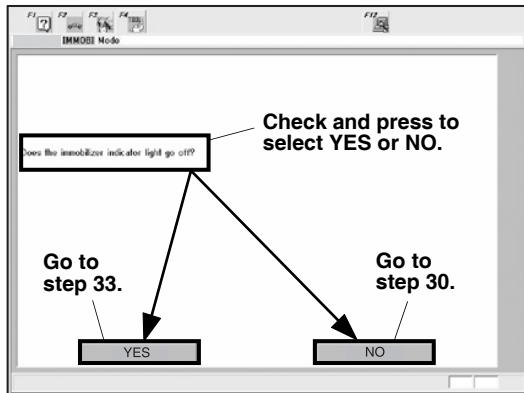 F1 F2 F3 F4 F12
IMMOBI Mode
Check and press to
select YES or NO.
Does the immobilizer indicator light go off?
Go to
step 33.
Go to
step 30.
YES
NO